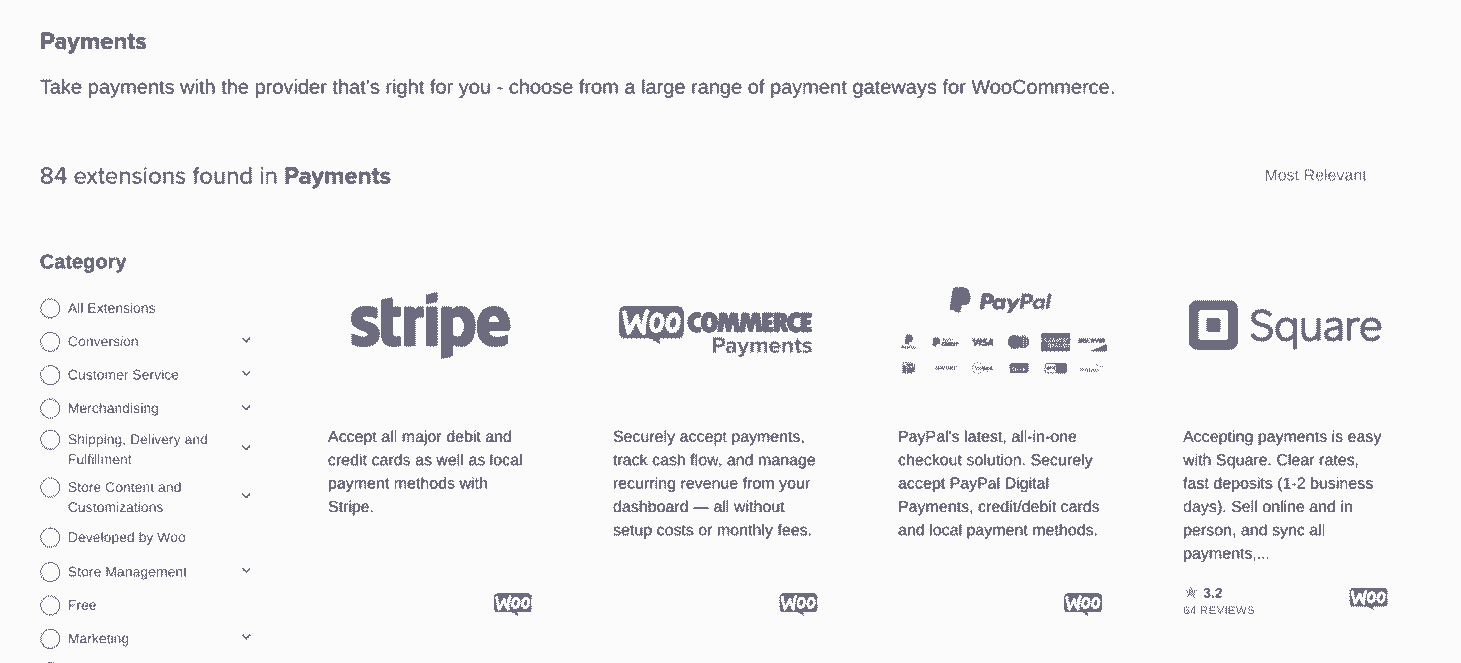 Payments
Take payments with the provider that's right for you - choose from a large range of payment gateways for WooCommerce.
84 extensions found in Payments
Most Relevant
Category
All Extensions
Conversion
Customer Service
Merchandising
Shipping, Delivery and
Fulfillment
Store Content and
Customizations
Developed by Woo
Store Management
Free
Marketing
stripe
Accept all major debit and
credit cards as well as local
payment methods with
Stripe.
Woo
WOO COMMERCE
Payments
Securely accept payments,
track cash flow, and manage
recurring revenue from your
dashboard — all without
setup costs or monthly fees.
Woo
PayPal
VISA
PayPal's latest, all-in-one
checkout solution. Securely
accept PayPal Digital
Payments, credit/debit cards
and local payment methods.
Woo
Square
Accepting payments is easy
with Square. Clear rates,
fast deposits (1-2 business
days). Sell online and in
person, and sync all
payments,...
3.2
64 REVIEWS
Woo